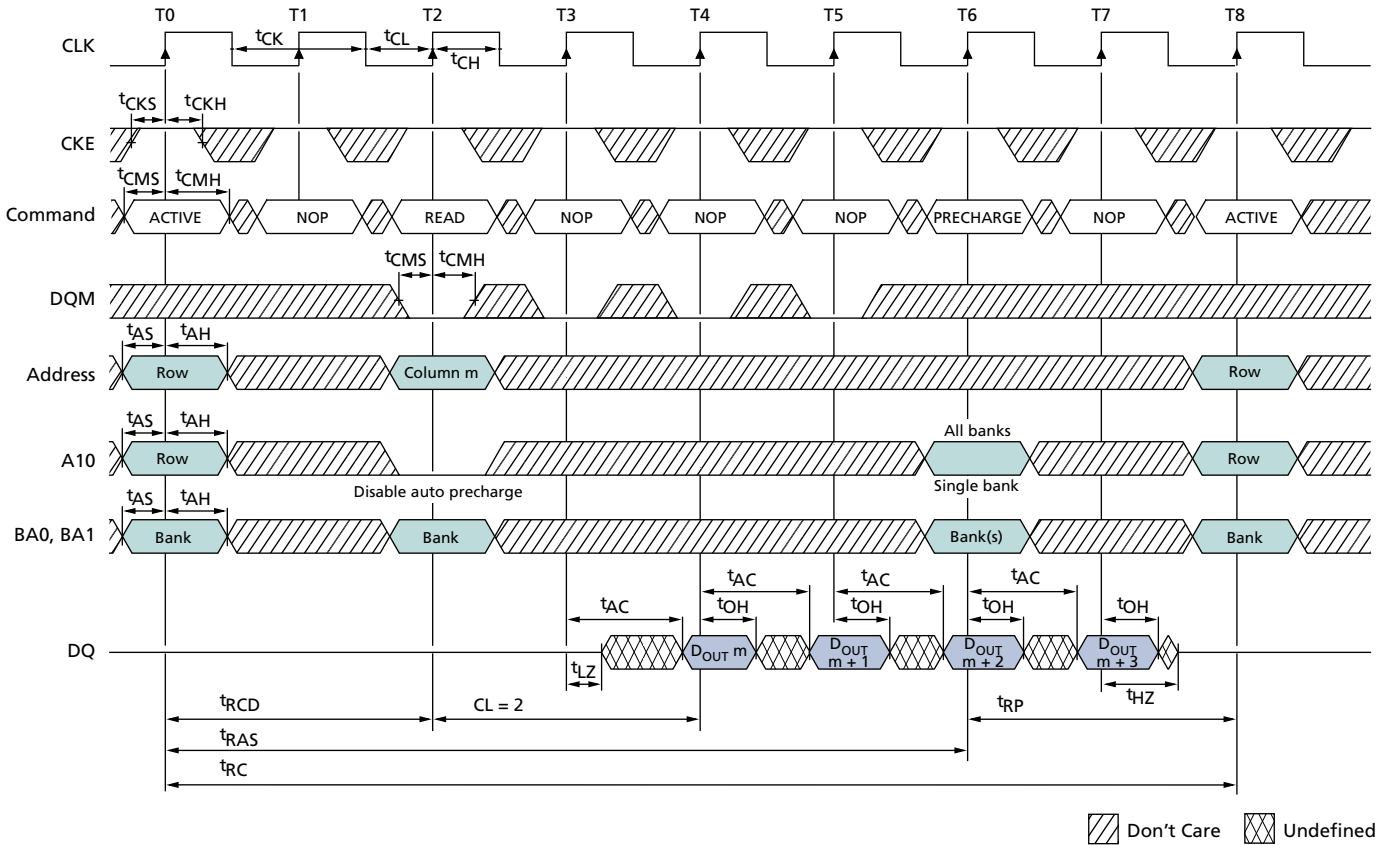 T0 T1 T2 T3 T4 T5 T6 T7 T8
CLK tCK tCL tCH
tCKS tCKH
CKE
tCMS tCMH
Command ACTIVE NOP READ NOP NOP NOP PRECHARGE NOP ACTIVE
tCMS tCMH
DQM
tAS tAH
Address Row Column m Row
tAS tAH All banks
A10 Row Row
Disable auto precharge Single bank
tAS tAH
BA0, BA1 Bank Bank Bank(s) Bank
tAC tAC tAC tAC
tOH tOH tOH tOH
DQ DOUT m DOUT m + 1 DOUT m + 2 DOUT m + 3
tLZ tHZ
tRCD CL = 2 tRP
tRAS
tRC
Don't Care Undefined